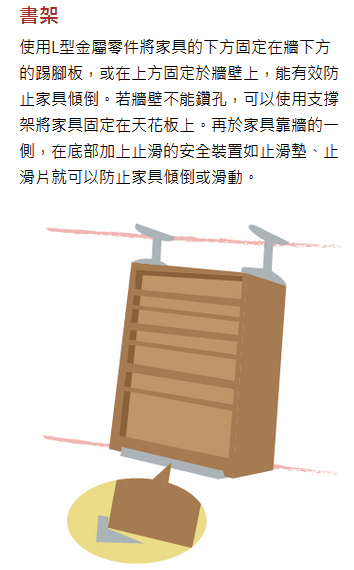 書架
使用L型金屬零件將家具的下方固定在牆下方
的踢腳板，或在上方固定於牆壁上，能有效防
止家具傾倒。若牆壁不能鑽孔，可以使用支撐
架將家具固定在天花板上。再於家具靠牆的一
側，在底部加上止滑的安全裝置如止滑墊、止
滑片就可以防止家具傾倒或滑動。